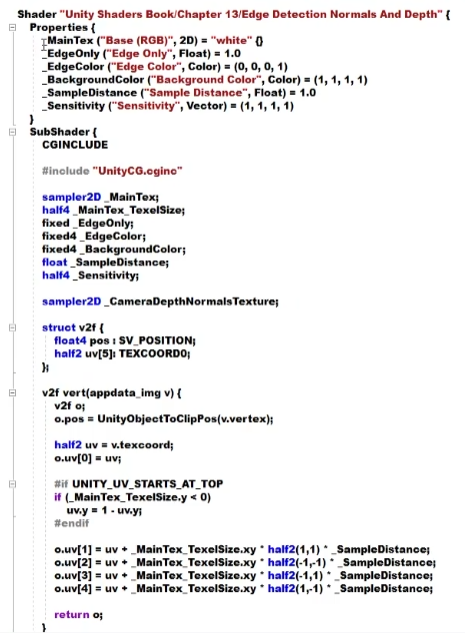 Shader "Unity Shaders Book/Chapter 13/Edge Detection Normals And Depth" {
Properties {
_MainTex ("Base (RGB)", 2D) = "white" {}
_EdgeOnly ("Edge Only", Float) = 1.0
_EdgeColor ("Edge Color", Color) = (0, 0, 0, 1)
_BackgroundColor ("Background Color", Color) = (1, 1, 1, 1)
_SampleDistance ("Sample Distance", Float) = 1.0
_Sensitivity ("Sensitivity", Vector) = (1, 1, 1, 1)
}
SubShader {
CGINCLUDE
#include "UnityCG.cginc"
sampler2D _MainTex;
half4 _MainTex_TexelSize;
fixed _EdgeOnly;
fixed4 _EdgeColor;
fixed4 _BackgroundColor;
float _SampleDistance;
half4 _Sensitivity;
sampler2D _CameraDepthNormalsTexture;
struct v2f {
float4 pos : SV_POSITION;
half2 uv[5]: TEXCOORD0;
};
v2f vert(appdata_img v) {
v2f o;
o.pos = UnityObjectToClipPos(v.vertex);
half2 uv = v.texcoord;
o.uv[0] = uv;
#if UNITY_UV_STARTS_AT_TOP
if (_MainTex_TexelSize.y < 0)
uv.y = 1 - uv.y;
#endif
o.uv[1] = uv + _MainTex_TexelSize.xy * half2(1,1) * _SampleDistance;
o.uv[2] = uv + _MainTex_TexelSize.xy * half2(-1,-1) * _SampleDistance;
o.uv[3] = uv + _MainTex_TexelSize.xy * half2(-1,1) * _SampleDistance;
o.uv[4] = uv + _MainTex_TexelSize.xy * half2(1,-1) * _SampleDistance;
return o;
}